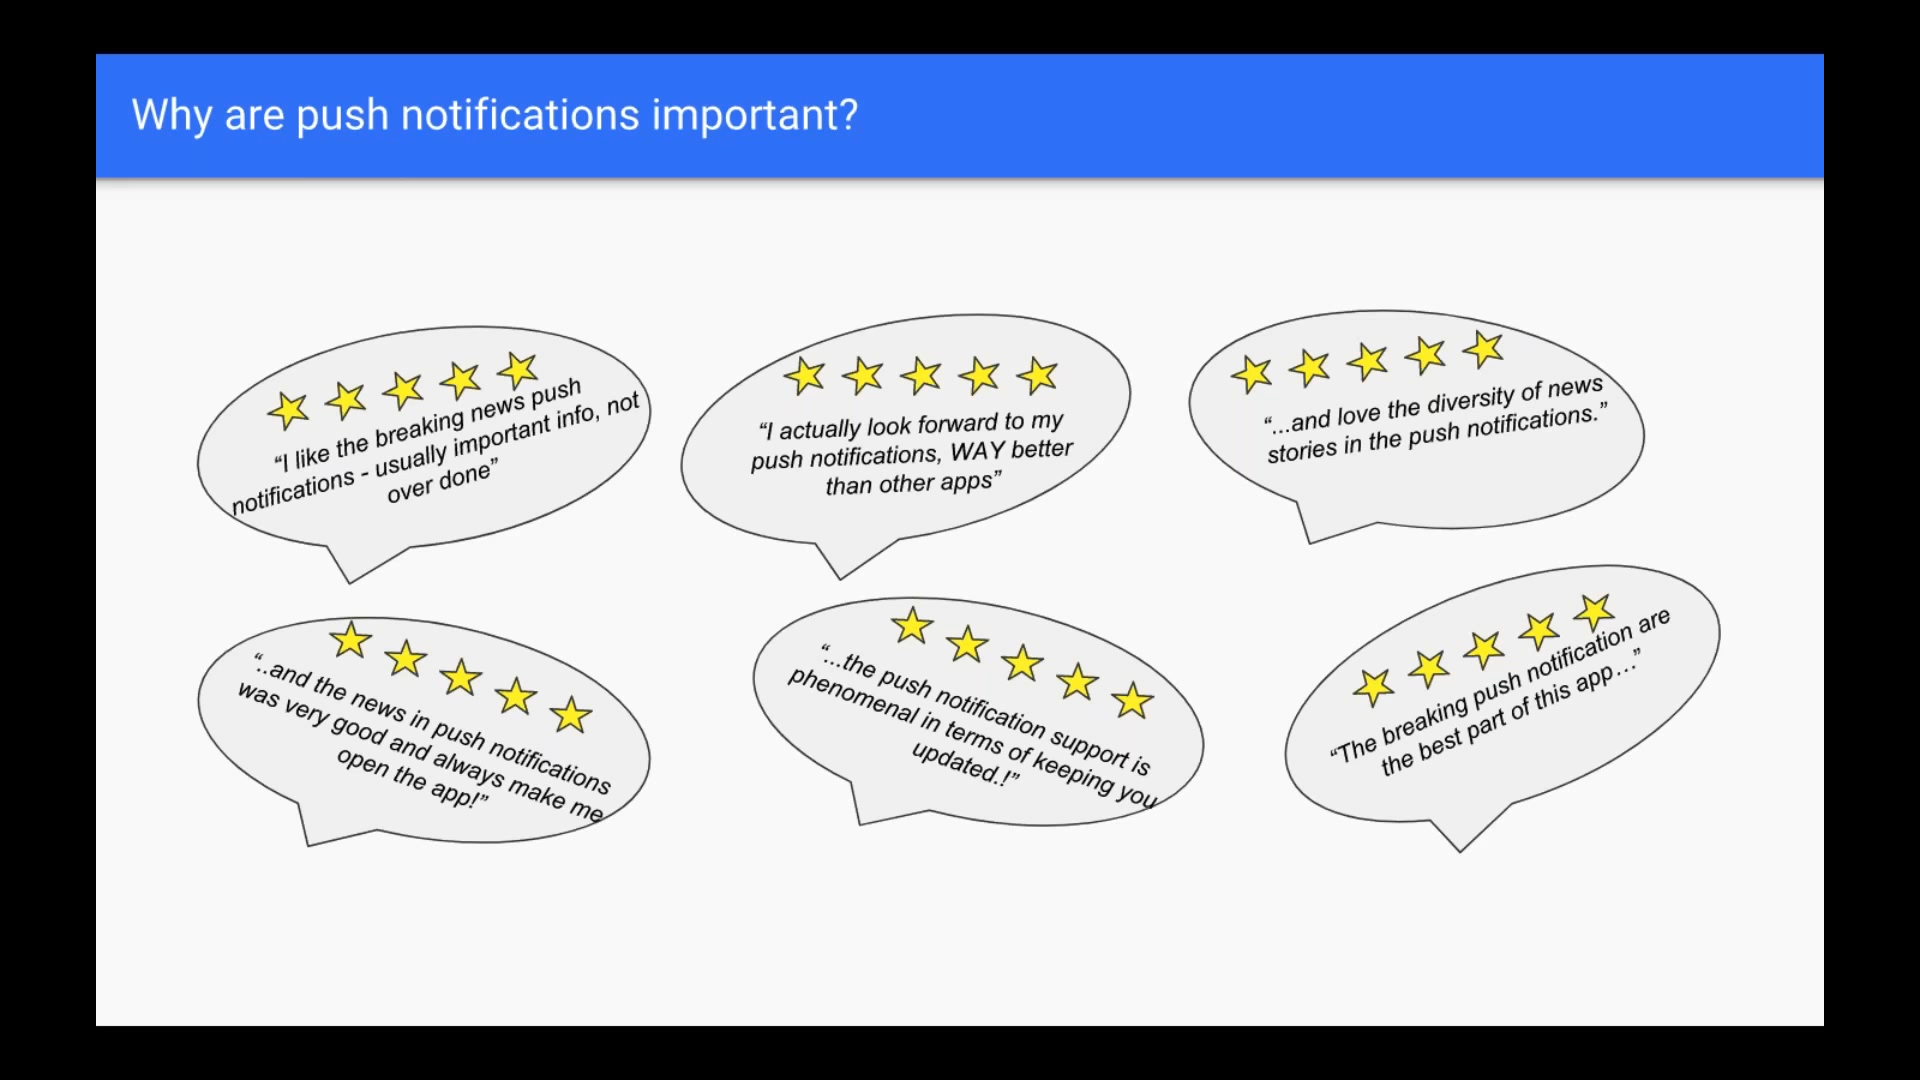 Why are push notifications important?
“I like the breaking news push
notifications - usually important info, not
over done”
“I actually look forward to my
push notifications, WAY better
than other apps”
“...and love the diversity of news
stories in the push notifications.”
“..and the news in push notifications
was very good and always make me
open the app!”
“...the push notification support is
phenomenal in terms of keeping you
updated.!”
“The breaking push notification are
the best part of this app…”